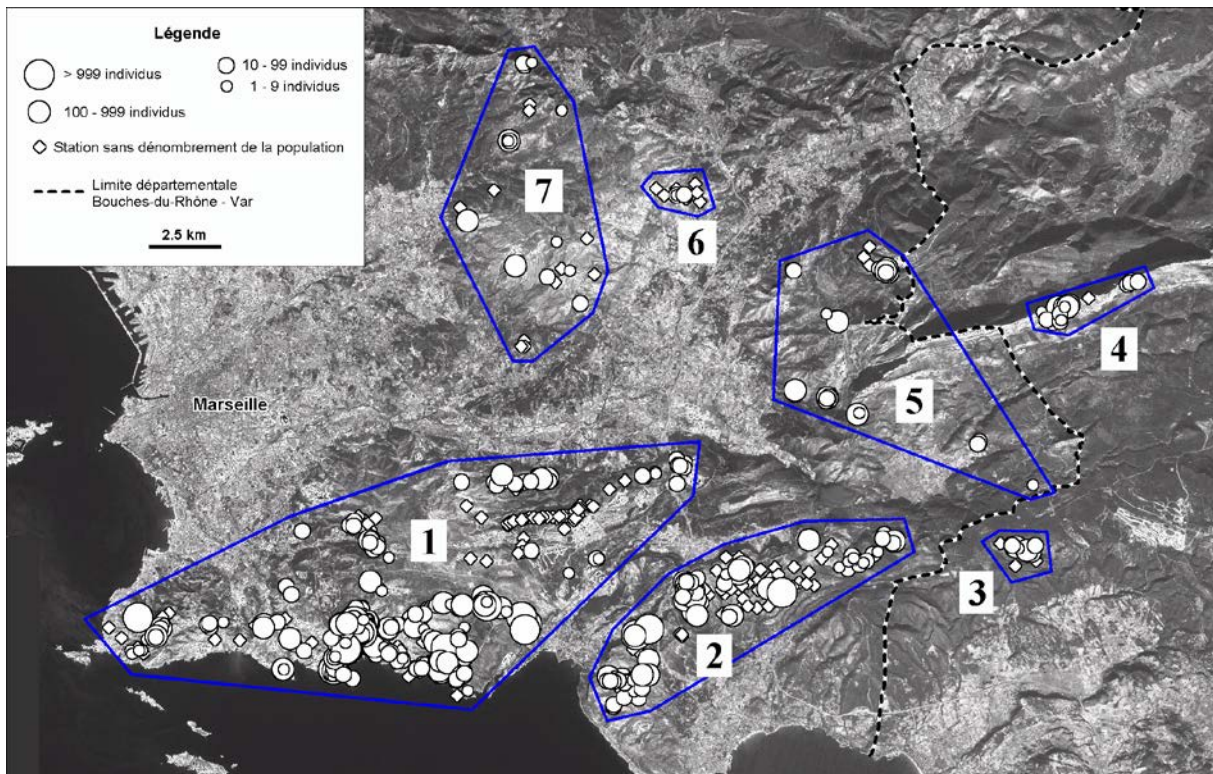 Légende
> 999 individus
10 - 99 individus
1 - 9 individus
100 - 999 individus
Station sans dénombrement de la population
Limite départementale
Bouches-du-Rhône - Var
2.5 km
7
6
4
5
Marseille
1
3
2